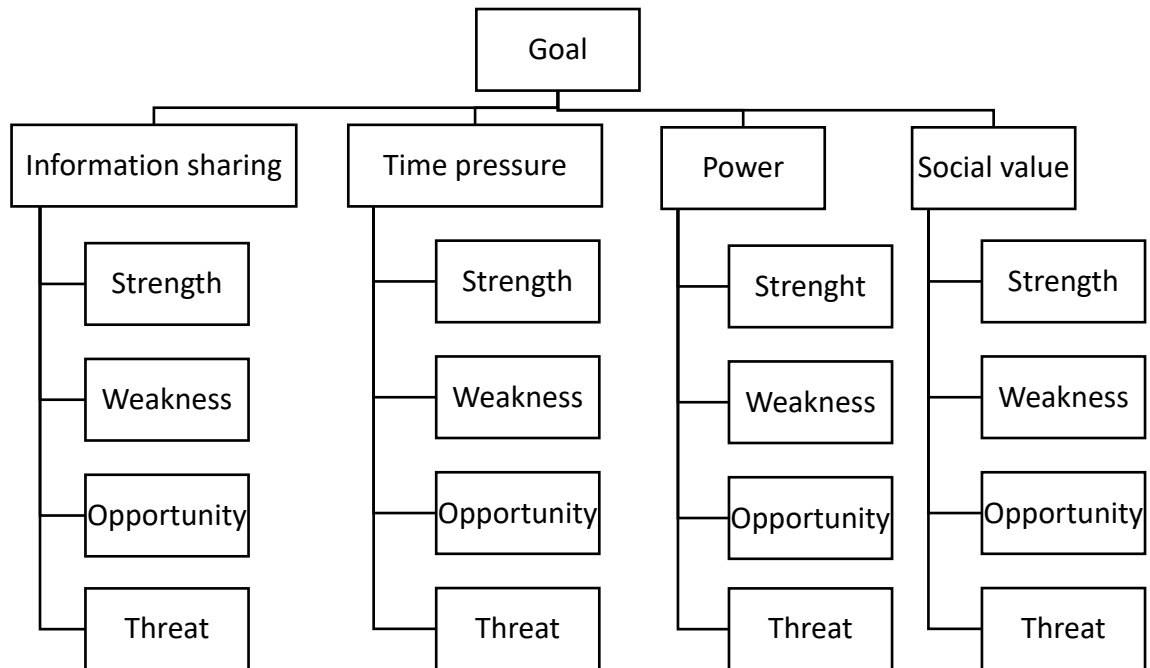 Goal
Information sharing
Time pressure
Power
Social value
Strength
Strength
Strenght
Strength
Weakness
Weakness
Weakness
Weakness
Opportunity
Opportunity
Opportunity
Opportunity
Threat
Threat
Threat
Threat